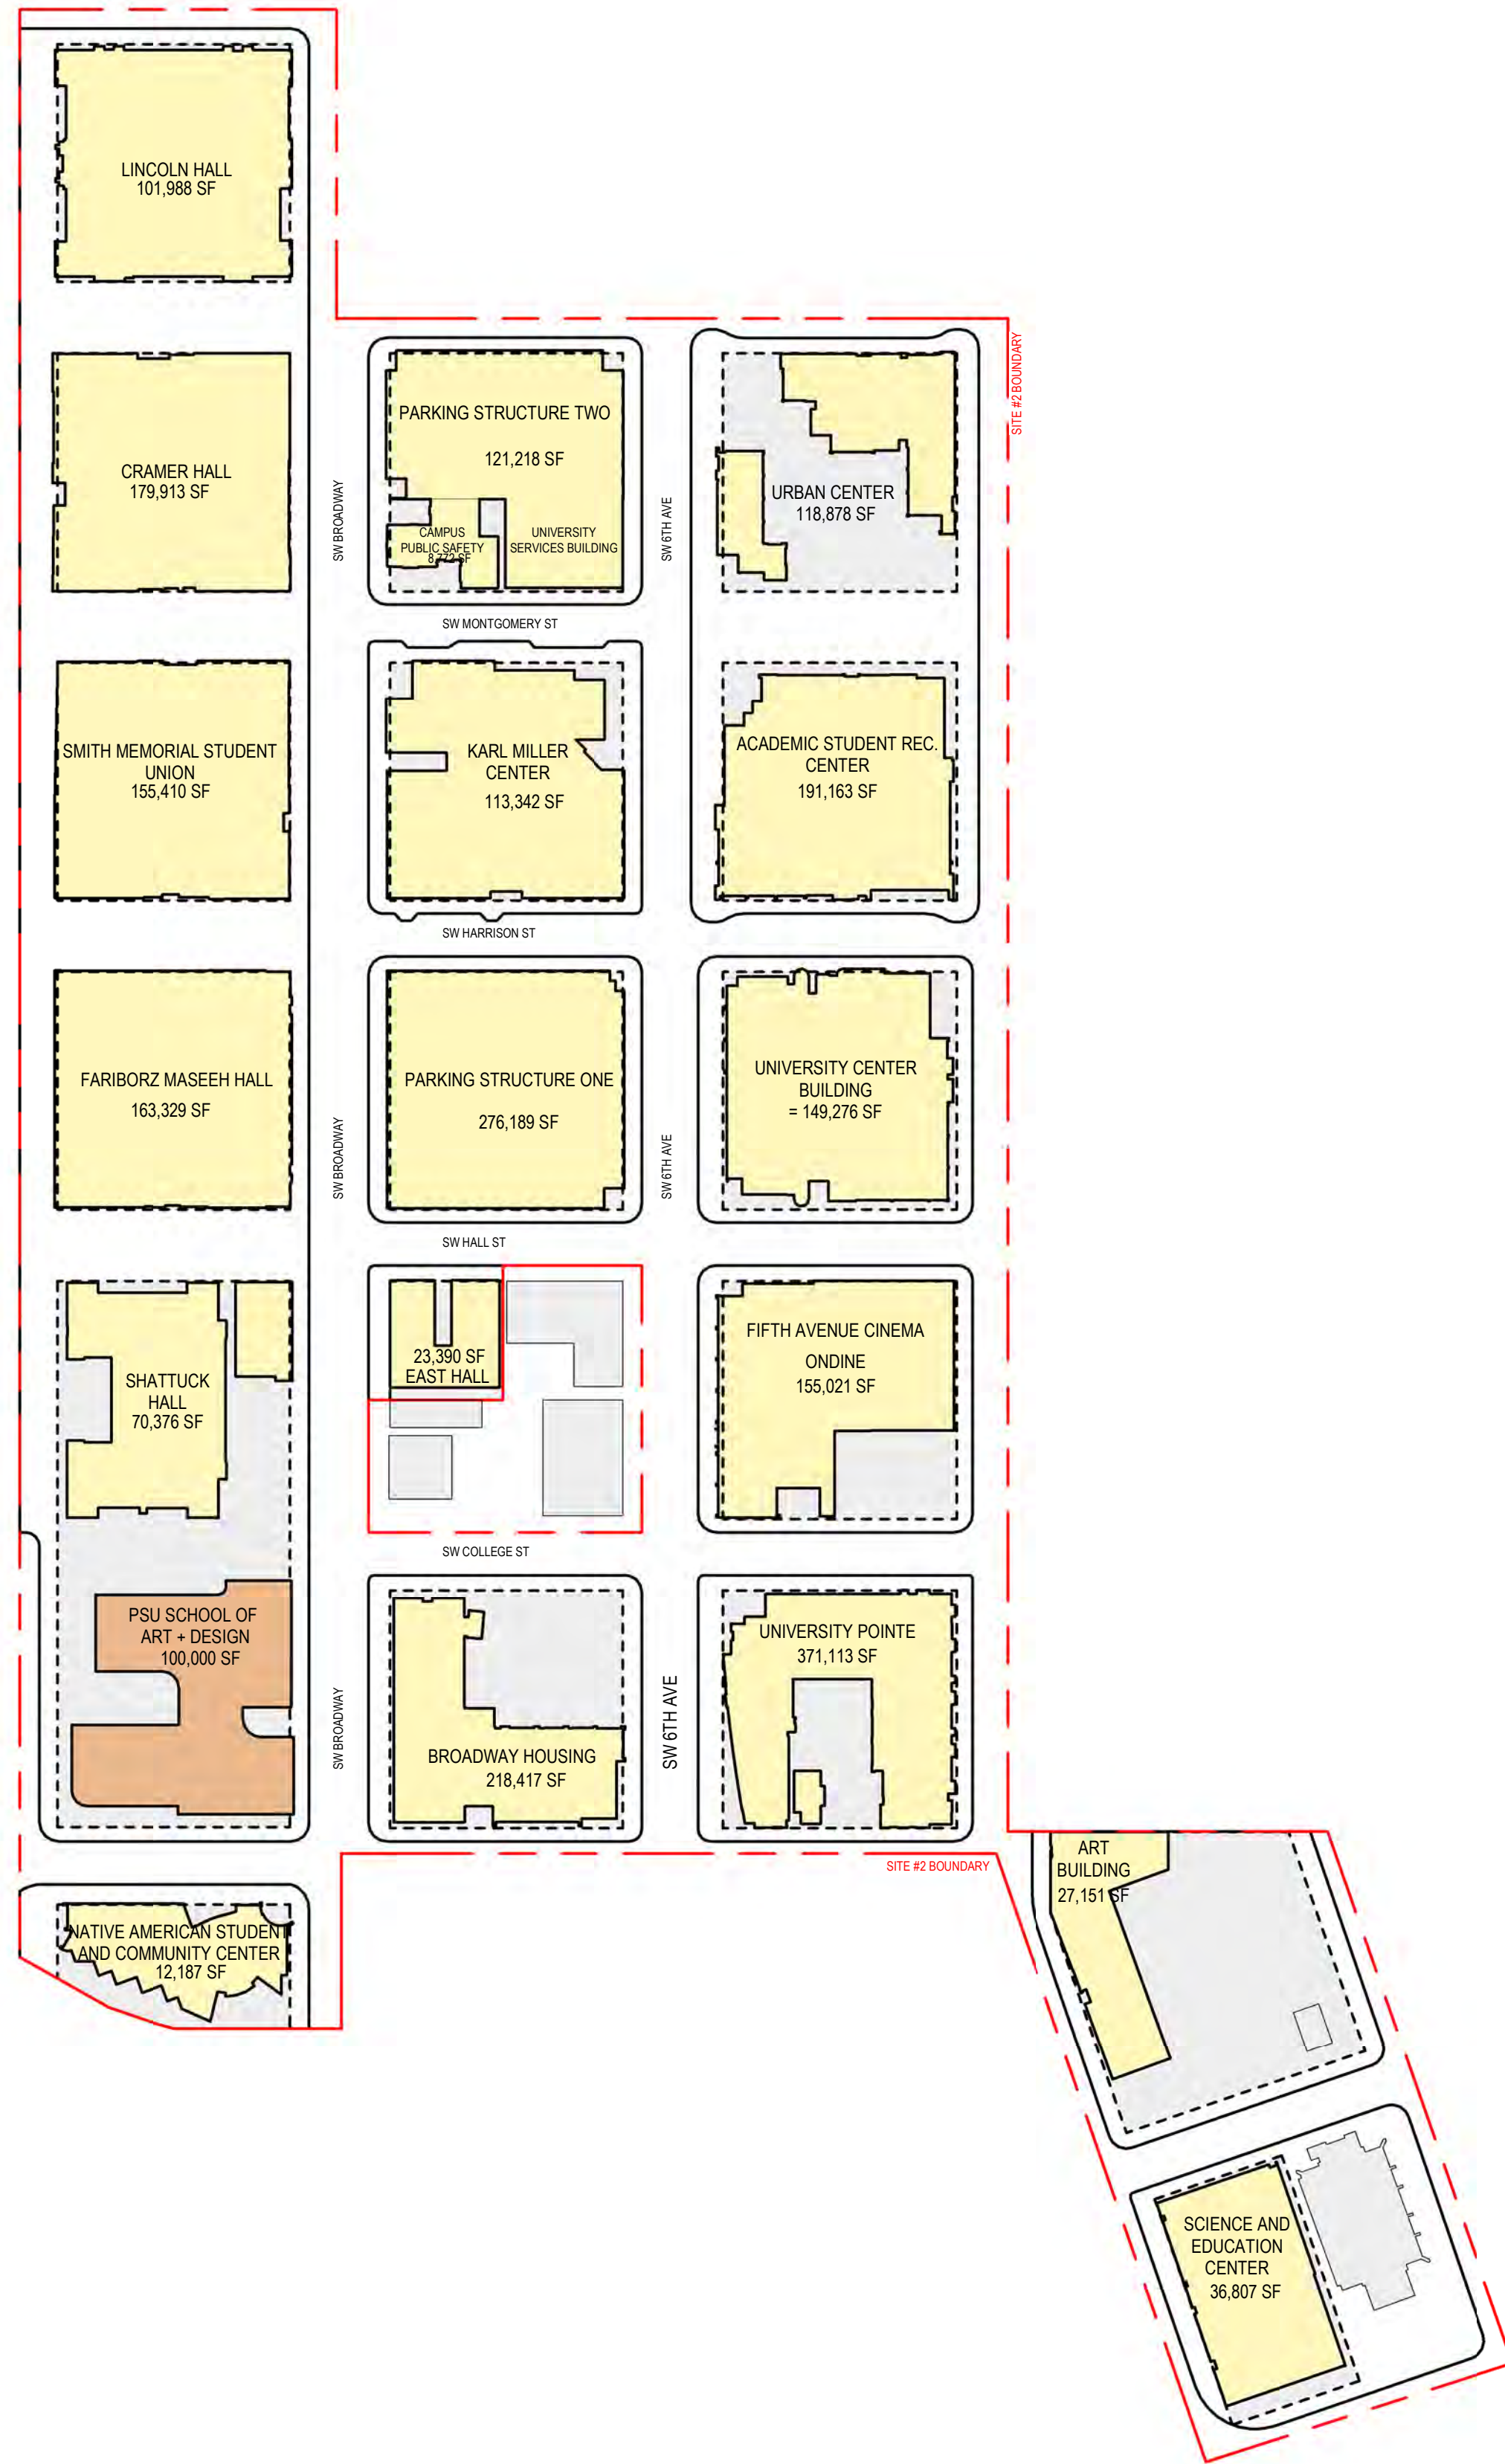 LINCOLN HALL
101,988 SF
CRAMER HALL
179,913 SF
SW BROADWAY
PARKING STRUCTURE TWO
121,218 SF
CAMPUS
PUBLIC SAFETY
8,772 SF
UNIVERSITY
SERVICES BUILDING
SW 6TH AVE
URBAN CENTER
118,878 SF
SITE #2 BOUNDARY
SW MONTGOMERY ST
SMITH MEMORIAL STUDENT
UNION
155,410 SF
KARL MILLER
CENTER
113,342 SF
ACADEMIC STUDENT REC.
CENTER
191,163 SF
SW HARRISON ST
FARIBORZ MASEEH HALL
163,329 SF
SW BROADWAY
PARKING STRUCTURE ONE
276,189 SF
SW 6TH AVE
UNIVERSITY CENTER
BUILDING
= 149,276 SF
SW HALL ST
SHATTUCK
HALL
70,376 SF
23,390 SF
EAST HALL
FIFTH AVENUE CINEMA
ONDINE
155,021 SF
SW COLLEGE ST
PSU SCHOOL OF
ART + DESIGN
100,000 SF
SW BROADWAY
BROADWAY HOUSING
218,417 SF
SW 6TH AVE
UNIVERSITY POINTE
371,113 SF
SITE #2 BOUNDARY
ART
BUILDING
27,151 SF
NATIVE AMERICAN STUDENT
AND COMMUNITY CENTER
12,187 SF
SCIENCE AND
EDUCATION
CENTER
36,807 SF